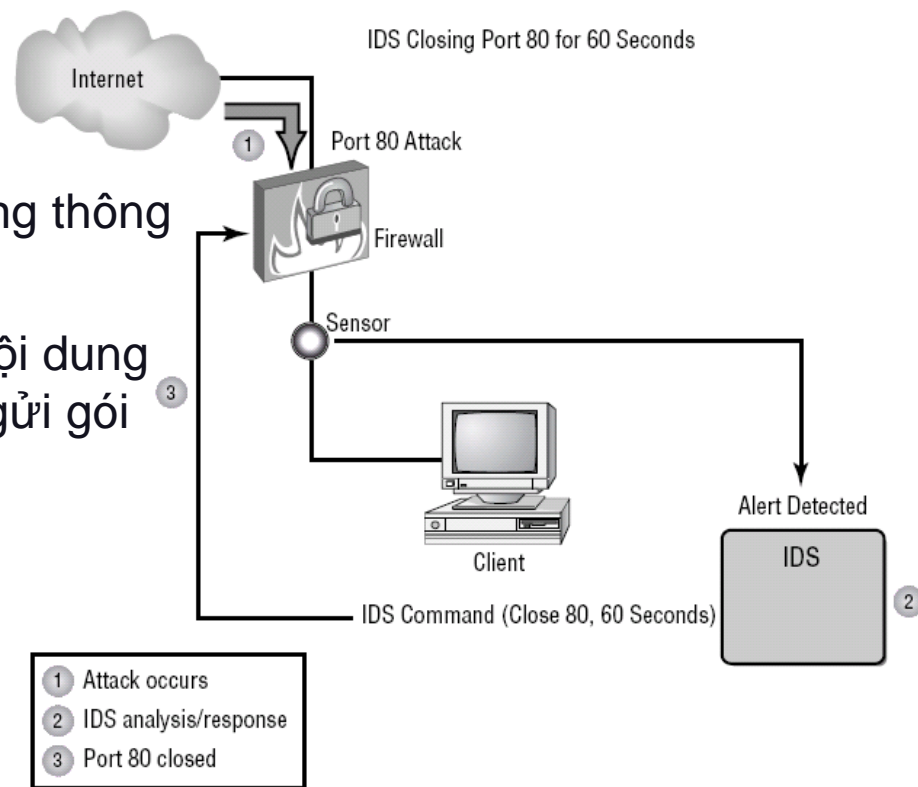 IDS Closing Port 80 for 60 Seconds
Internet
1
Port 80 Attack
ng thông
Firewall
Sensor
ội dung
gửi gói
3
Alert Detected
IDS
Client
2
IDS Command (Close 80, 60 Seconds)
1 Attack occurs
2 IDS analysis/response
3 Port 80 closed